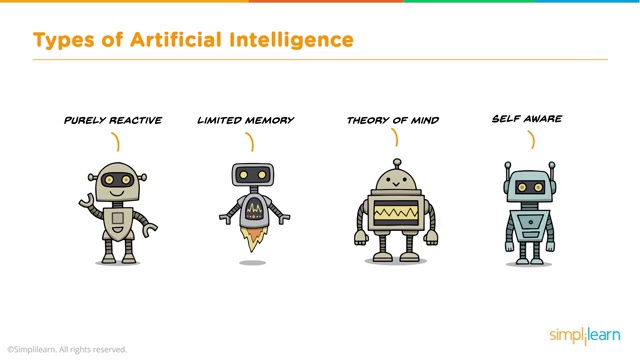 Types of Artificial Intelligence
PURELY REACTIVE
LIMITED MEMORY
THEORY OF MIND
SELF AWARE
©Simplilearn. All rights reserved.
simplilearn